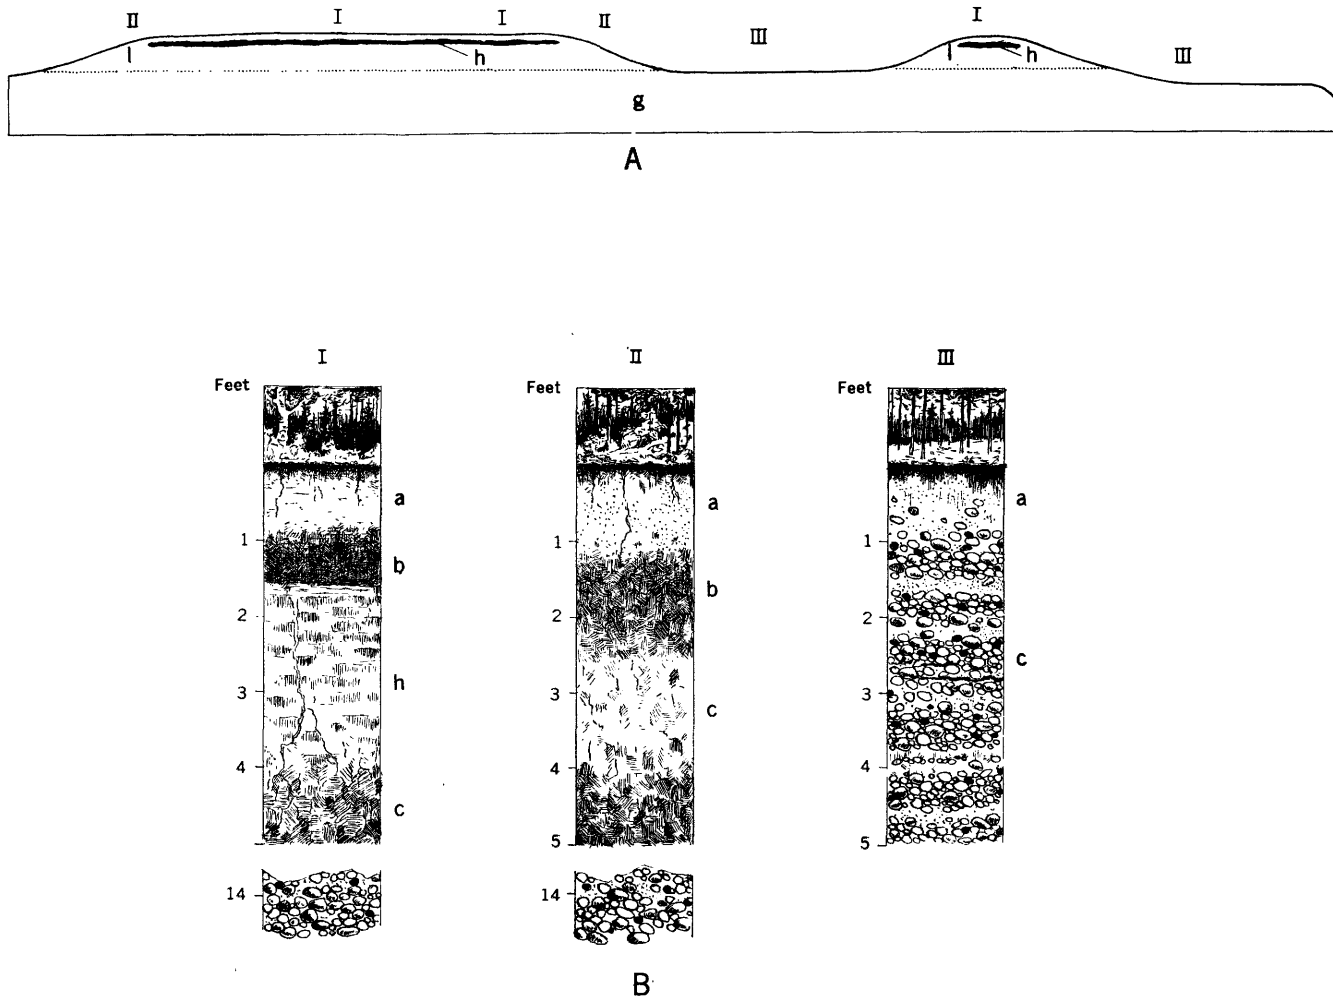 II I I II III I III
l h l h
g
A
I II III
Feet Feet Feet
a a a
1 1 1
b b
2 2 2
h c c
3 3 3
4 4 4
c
5 5
14 14
B